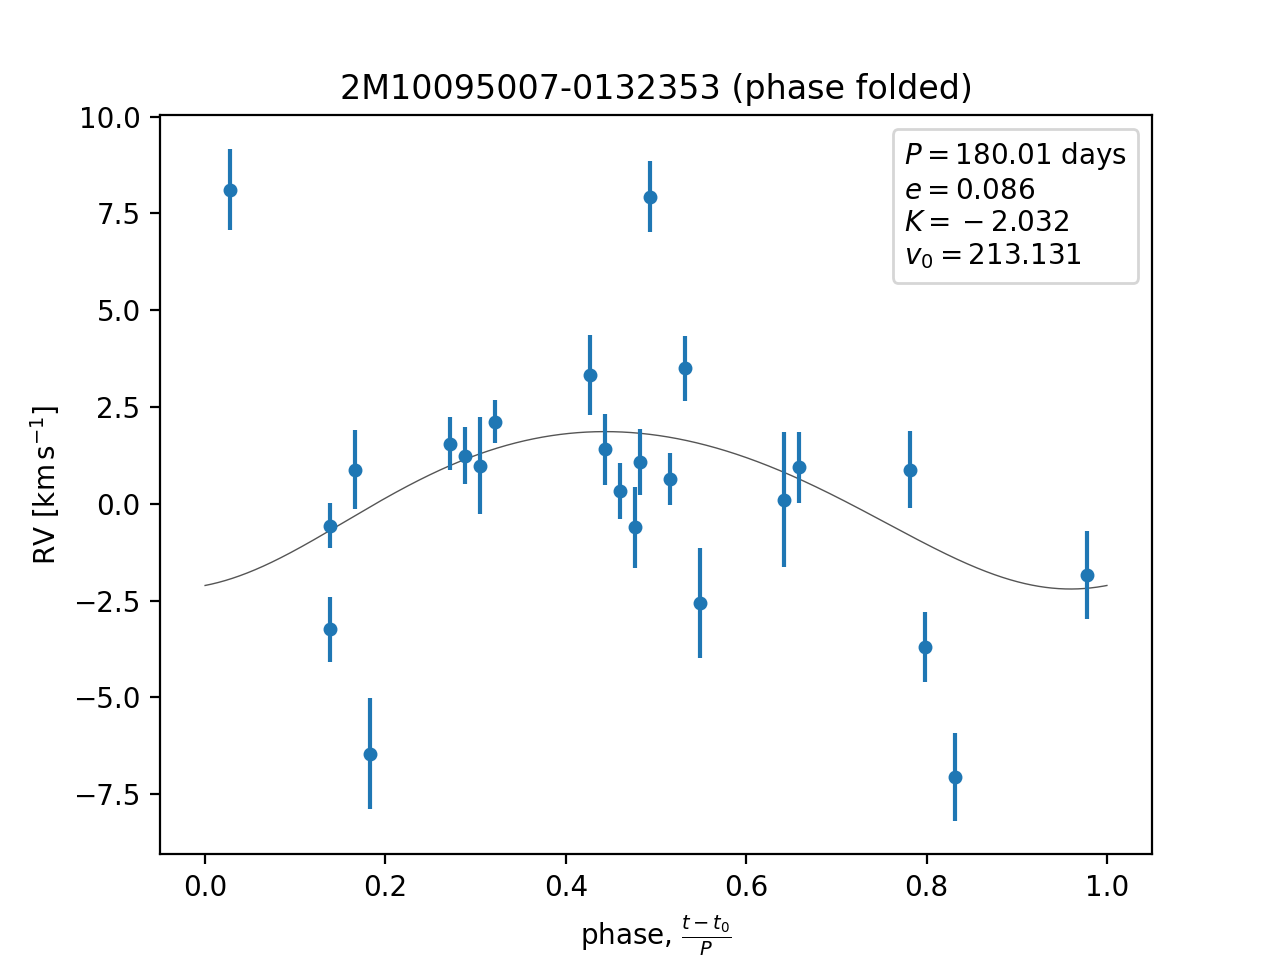 2M10095007-0132353 (phase folded)
P = 180.01 days
e = 0.086
K = −2.032
v₀ = 213.131
RV [km s⁻¹]
10.0
7.5
5.0
2.5
0.0
−2.5
−5.0
−7.5
0.0 0.2 0.4 0.6 0.8 1.0
phase, (t − t₀)/P